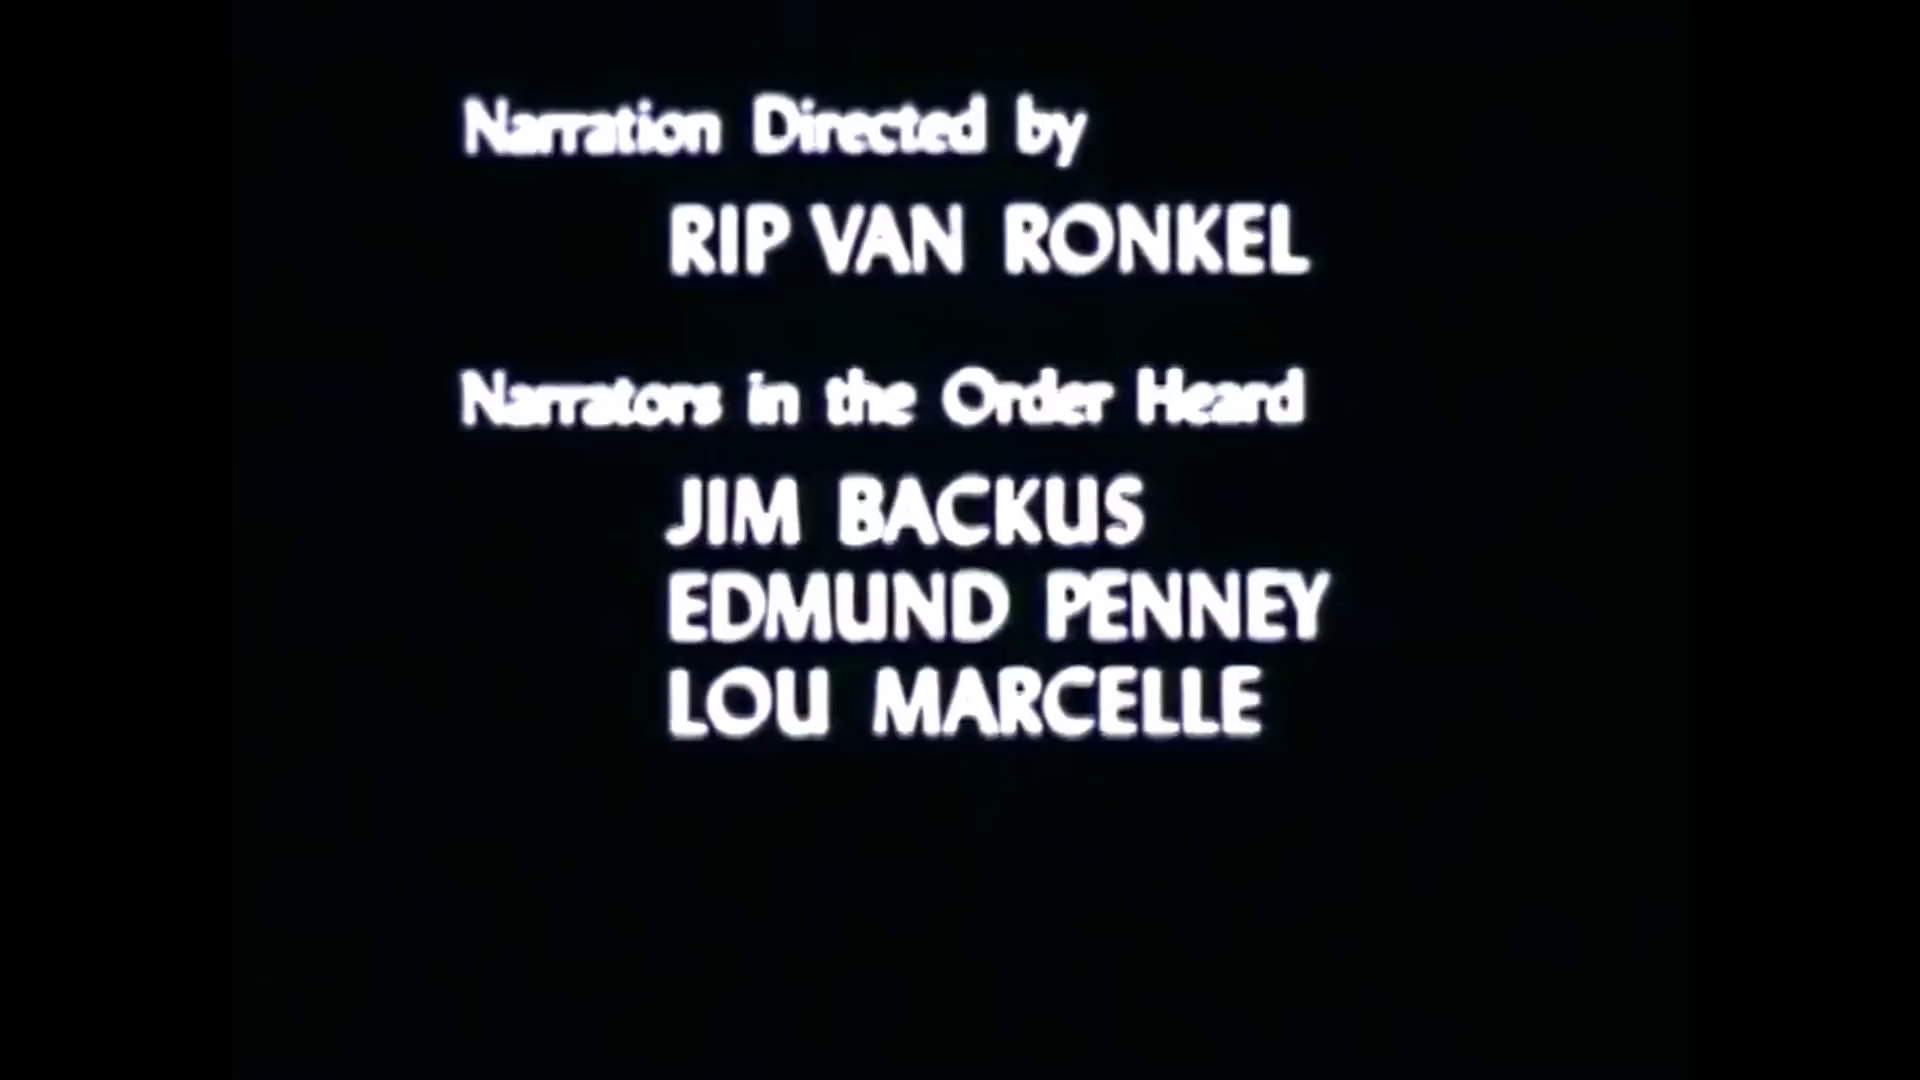 Narration Directed by
RIP VAN RONKEL
Narrators in the Order Heard
JIM BACKUS
EDMUND PENNEY
LOU MARCELLE